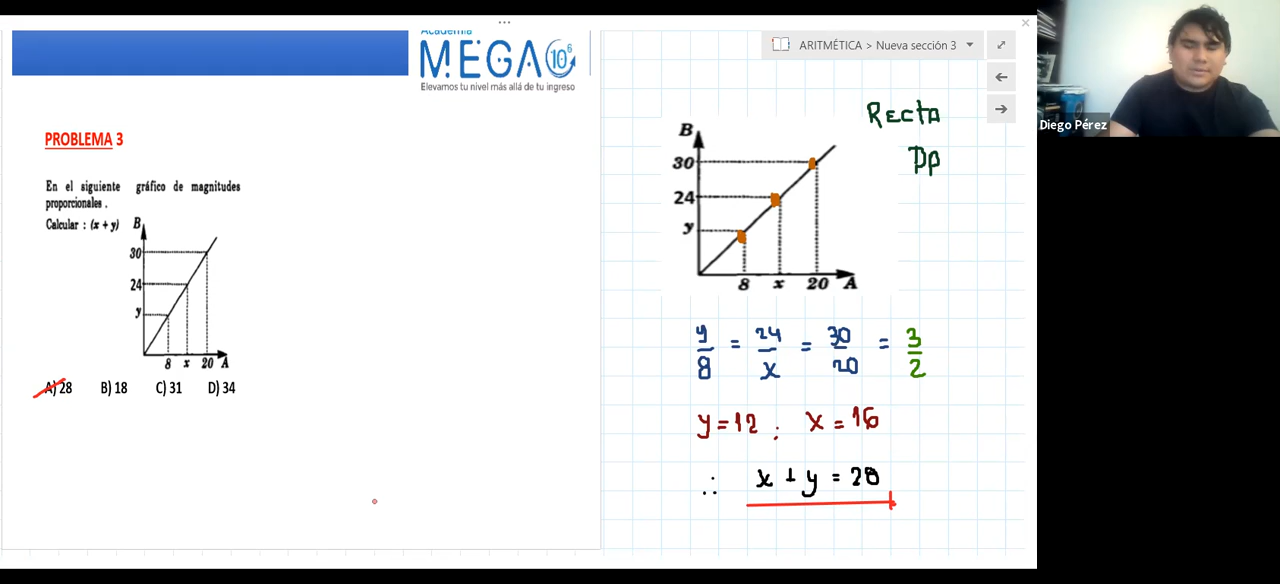 Academia
MEGA 10⁶
Elevamos tu nivel más allá de tu ingreso
PROBLEMA 3
En el siguiente gráfico de magnitudes
proporcionales .
Calcular : (x + y)
B
30
24
y
8 x 20 A
A) 28 B) 18 C) 31 D) 34
ARITMÉTICA > Nueva sección 3
Recta
DP
B
30
24
y
8 x 20 A
y/8 = 24/x = 30/20 = 3/2
y = 12 ; x = 16
∴ x + y = 28
Diego Pérez